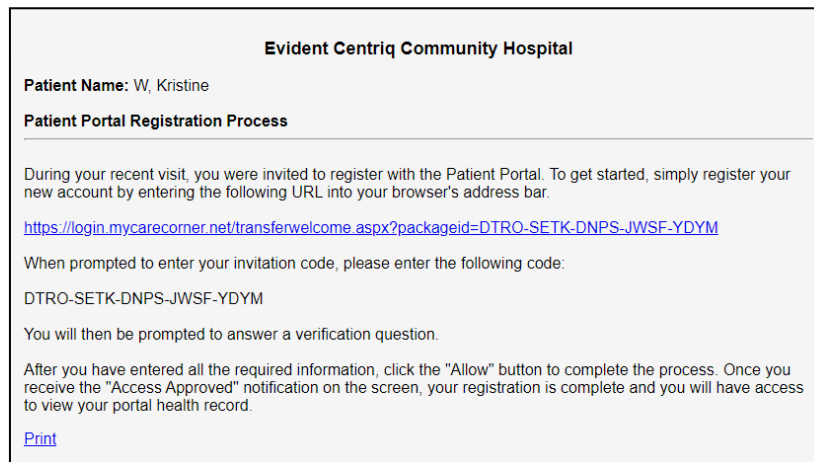 Evident Centriq Community Hospital
Patient Name: W, Kristine
Patient Portal Registration Process
During your recent visit, you were invited to register with the Patient Portal. To get started, simply register your
new account by entering the following URL into your browser's address bar.
https://login.mycarecorner.net/transferwelcome.aspx?packageid=DTRO-SETK-DNPS-JWSF-YDYM
When prompted to enter your invitation code, please enter the following code:
DTRO-SETK-DNPS-JWSF-YDYM
You will then be prompted to answer a verification question.
After you have entered all the required information, click the "Allow" button to complete the process. Once you
receive the "Access Approved" notification on the screen, your registration is complete and you will have access
to view your portal health record.
Print